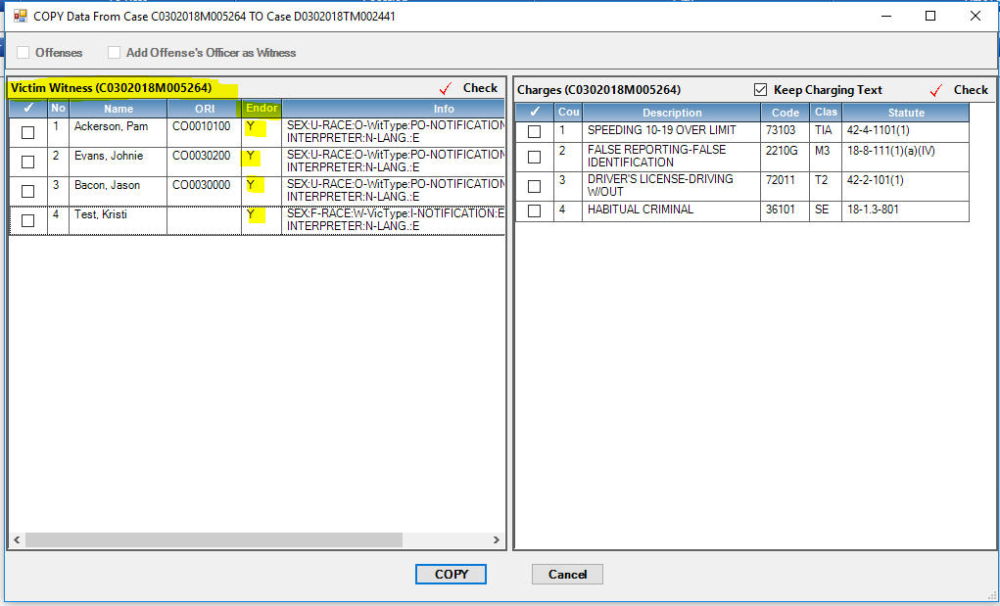 COPY Data From Case C0302018M005264 TO Case D0302018TM002441
Offenses
Add Offense's Officer as Witness
Victim Witness (C0302018M005264)
Check
No Name ORI Endor Info
1 Ackerson, Pam CO0010100 Y SEX:U-RACE:O-WitType:PO-NOTIFICATION
INTERPRETER:N-LANG.:E
2 Evans, Johnie CO0030200 Y SEX:U-RACE:O-WitType:PO-NOTIFICATION
INTERPRETER:N-LANG.:E
3 Bacon, Jason CO0030000 Y SEX:U-RACE:O-WitType:PO-NOTIFICATION
INTERPRETER:N-LANG.:E
4 Test, Kristi Y SEX:F-RACE:W-VicType:I-NOTIFICATION:E
INTERPRETER:N-LANG.:E
Charges (C0302018M005264)
Keep Charging Text
Check
Cou Description Code Clas Statute
1 SPEEDING 10-19 OVER LIMIT 73103 TIA 42-4-1101(1)
2 FALSE REPORTING-FALSE 2210G M3 18-8-111(1)(a)(IV)
IDENTIFICATION
3 DRIVER'S LICENSE-DRIVING 72011 T2 42-2-101(1)
W/OUT
4 HABITUAL CRIMINAL 36101 SE 18-1.3-801
COPY
Cancel